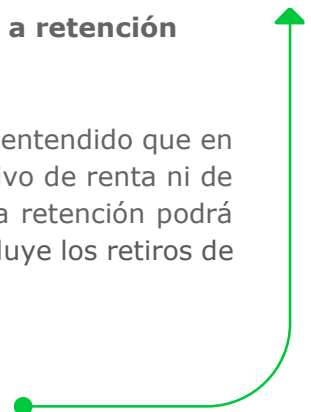 a retención
entendido que en
ivo de renta ni de
a retención podrá
luye los retiros de